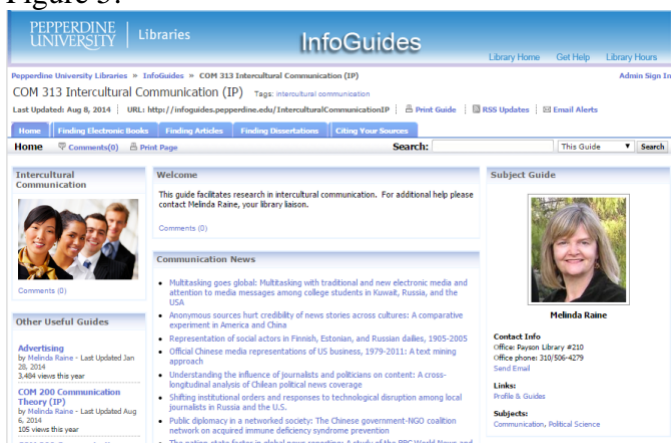 Figure 3:
PEPPERDINE
UNIVERSITY
Libraries
InfoGuides
Library Home Get Help Library Hours
Pepperdine University Libraries » InfoGuides » COM 313 Intercultural Communication (IP)
Admin Sign In
COM 313 Intercultural Communication (IP) Tags: intercultural communication
Last Updated: Aug 8, 2014 URL: http://infoguides.pepperdine.edu/InterculturalCommunicationIP Print Guide RSS Updates Email Alerts
Home Finding Electronic Books Finding Articles Finding Dissertations Citing Your Sources
Home Comments(0) Print Page Search: This Guide Search
Intercultural
Communication
Comments (0)
Other Useful Guides
Advertising
by Melinda Raine - Last Updated Jan
28, 2014
3,484 views this year
COM 200 Communication
Theory (IP)
by Melinda Raine - Last Updated Aug
6, 2014
105 views this year
Welcome
This guide facilitates research in intercultural communication. For additional help please
contact Melinda Raine, your library liaison.
Comments (0)
Communication News
Multitasking goes global: Multitasking with traditional and new electronic media and
attention to media messages among college students in Kuwait, Russia, and the
USA
Anonymous sources hurt credibility of news stories across cultures: A comparative
experiment in America and China
Representation of social actors in Finnish, Estonian, and Russian dailies, 1905-2005
Official Chinese media representations of US business, 1979-2011: A text mining
approach
Understanding the influence of journalists and politicians on content: A cross-
longitudinal analysis of Chilean political news coverage
Shifting institutional orders and responses to technological disruption among local
journalists in Russia and the U.S.
Public diplomacy in a networked society: The Chinese government-NGO coalition
network on acquired immune deficiency syndrome prevention
Subject Guide
Melinda Raine
Contact Info
Office: Payson Library #210
Office phone: 310/506-4279
Send Email
Links:
Profile & Guides
Subjects:
Communication, Political Science